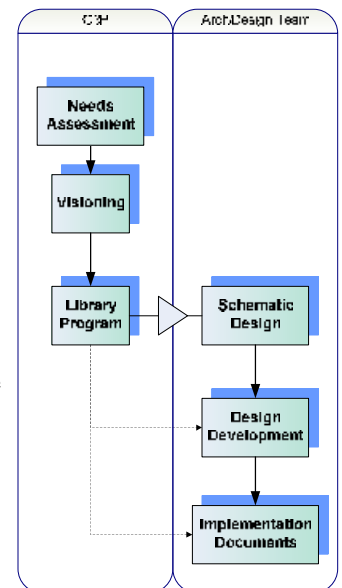 Arch/Design Team
Needs
Assessment
Visioning
Library
Program
Schematic
Design
Design
Development
Implementation
Documents